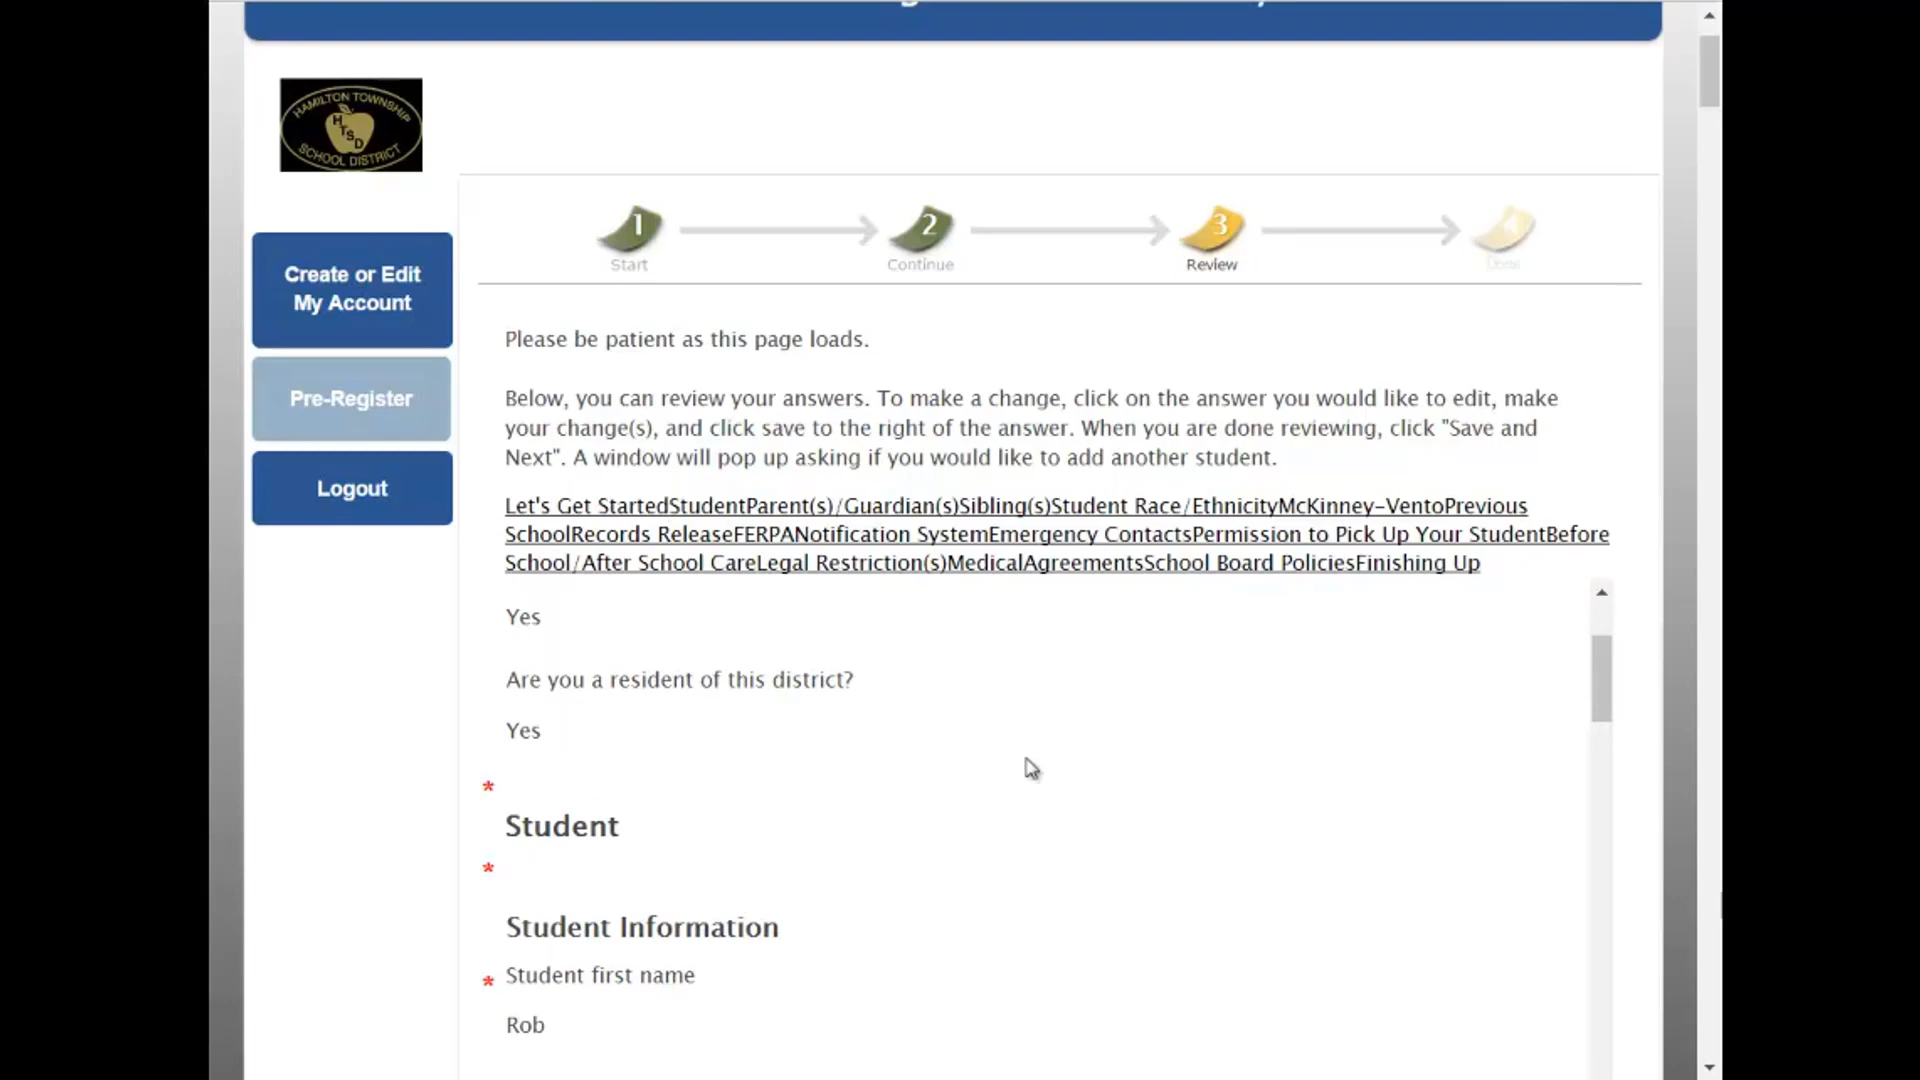 HAMILTON TOWNSHIP
HTSD
SCHOOL DISTRICT
Create or Edit
My Account
Pre-Register
Logout
1
2
3
4
Start
Continue
Review
Done
Please be patient as this page loads.
Below, you can review your answers. To make a change, click on the answer you would like to edit, make
your change(s), and click save to the right of the answer. When you are done reviewing, click "Save and
Next". A window will pop up asking if you would like to add another student.
Let's Get StartedStudentParent(s)/Guardian(s)Sibling(s)Student Race/EthnicityMcKinney-VentoPrevious
SchoolRecords ReleaseFERPANotification SystemEmergency ContactsPermission to Pick Up Your StudentBefore
School/After School CareLegal Restriction(s)MedicalAgreementsSchool Board PoliciesFinishing Up
Yes
Are you a resident of this district?
Yes
*
Student
*
Student Information
* Student first name
Rob